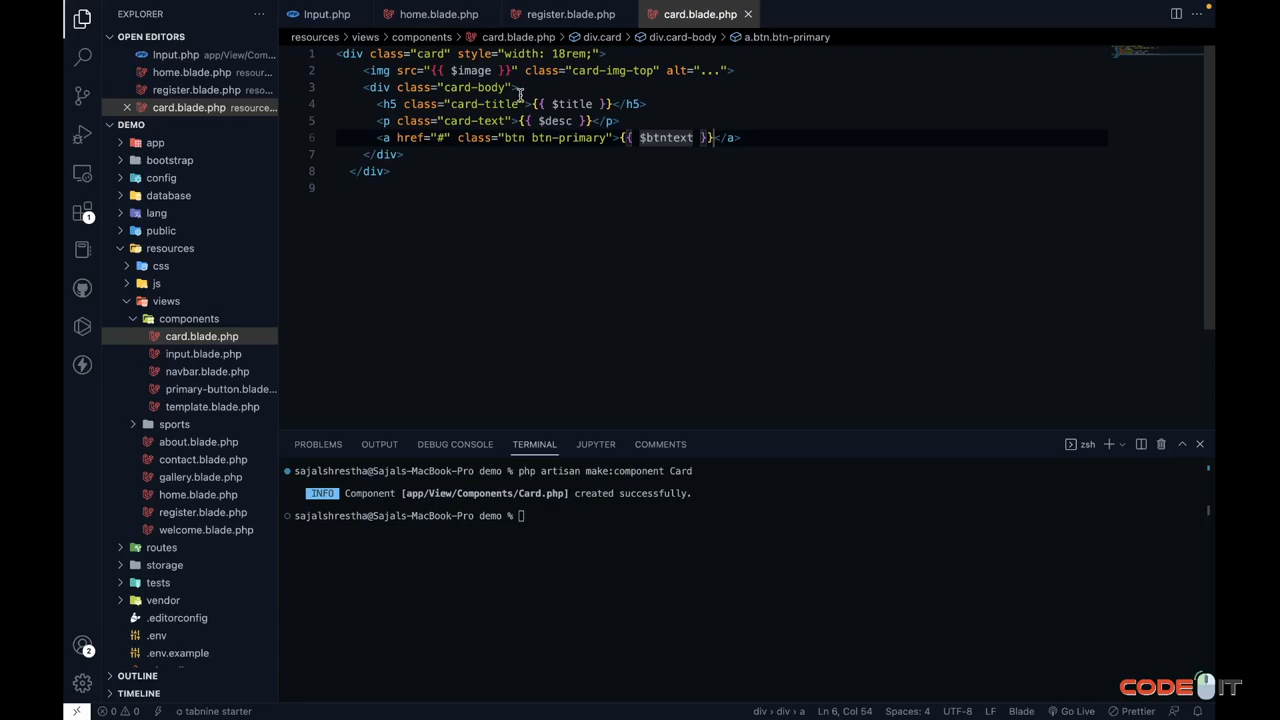 EXPLORER
Input.php
home.blade.php
register.blade.php
card.blade.php
OPEN EDITORS
resources
views
components
card.blade.php
div.card
div.card-body
a.btn.btn-primary
Input.php app/View/Com...
home.blade.php resour...
register.blade.php resour...
card.blade.php resource...
DEMO
app
bootstrap
config
database
lang
public
resources
css
js
views
components
card.blade.php
input.blade.php
navbar.blade.php
primary-button.blade...
template.blade.php
sports
about.blade.php
contact.blade.php
gallery.blade.php
home.blade.php
register.blade.php
welcome.blade.php
routes
storage
tests
vendor
.editorconfig
.env
.env.example
OUTLINE
TIMELINE
1 <div class="card" style="width: 18rem;">
2 <img src="{{ $image }}" class="card-img-top" alt="...">
3 <div class="card-body">
4 <h5 class="card-title">{{ $title }}</h5>
5 <p class="card-text">{{ $desc }}</p>
6 <a href="#" class="btn btn-primary">{{ $btntext }}</a>
7 </div>
8 </div>
9
PROBLEMS OUTPUT DEBUG CONSOLE TERMINAL JUPYTER COMMENTS
zsh
sajalshrestha@Sajals-MacBook-Pro demo % php artisan make:component Card
INFO Component [app/View/Components/Card.php] created successfully.
sajalshrestha@Sajals-MacBook-Pro demo %
1
2
CODE IT
0 0 tabnine starter
div > div > a Ln 6, Col 54 Spaces: 4 UTF-8 LF Blade Go Live Prettier